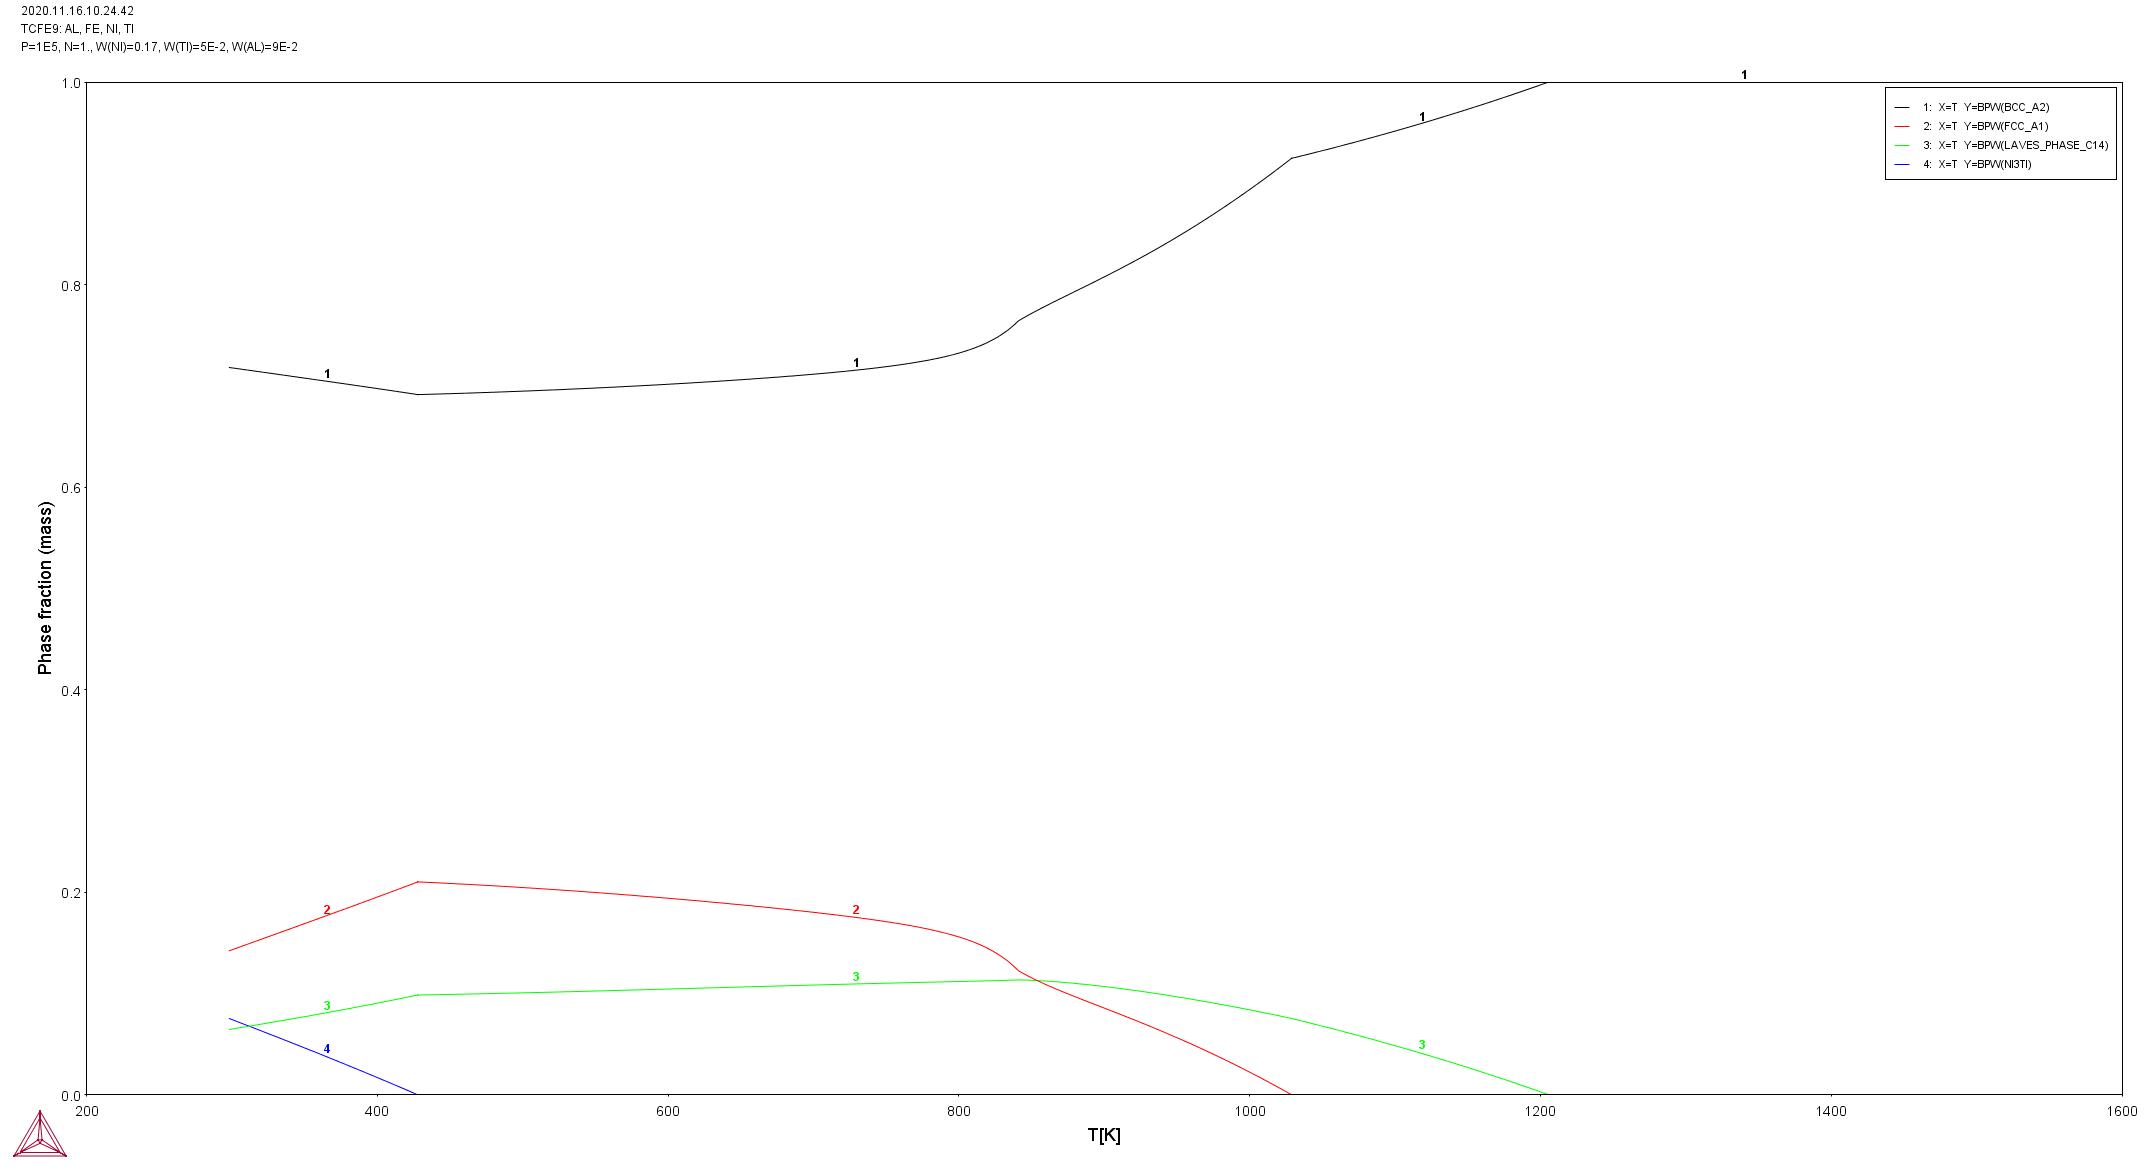 2020.11.16.10.24.42
TCFE9: AL, FE, NI, TI
P=1E5, N=1., W(NI)=0.17, W(TI)=5E-2, W(AL)=9E-2
1.0
0.8
0.6
0.4
0.2
0.0
Phase fraction (mass)
1
1
1
1
2
2
3
3
3
4
1: X=T Y=BPW(BCC_A2)
2: X=T Y=BPW(FCC_A1)
3: X=T Y=BPW(LAVES_PHASE_C14)
4: X=T Y=BPW(NI3TI)
200 400 600 800 1000 1200 1400 1600
T[K]